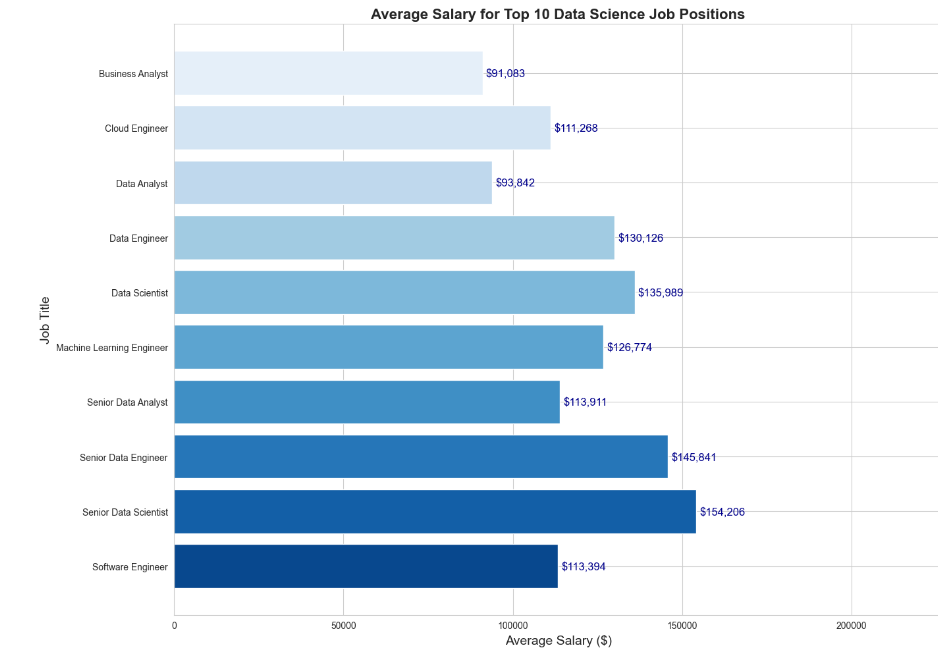 Average Salary for Top 10 Data Science Job Positions
Business Analyst
$91,083
Cloud Engineer
$111,268
Data Analyst
$93,842
Data Engineer
$130,126
Data Scientist
$135,989
Job Title
Machine Learning Engineer
$126,774
Senior Data Analyst
$113,911
Senior Data Engineer
$145,841
Senior Data Scientist
$154,206
Software Engineer
$113,394
0 50000 100000 150000 200000
Average Salary ($)